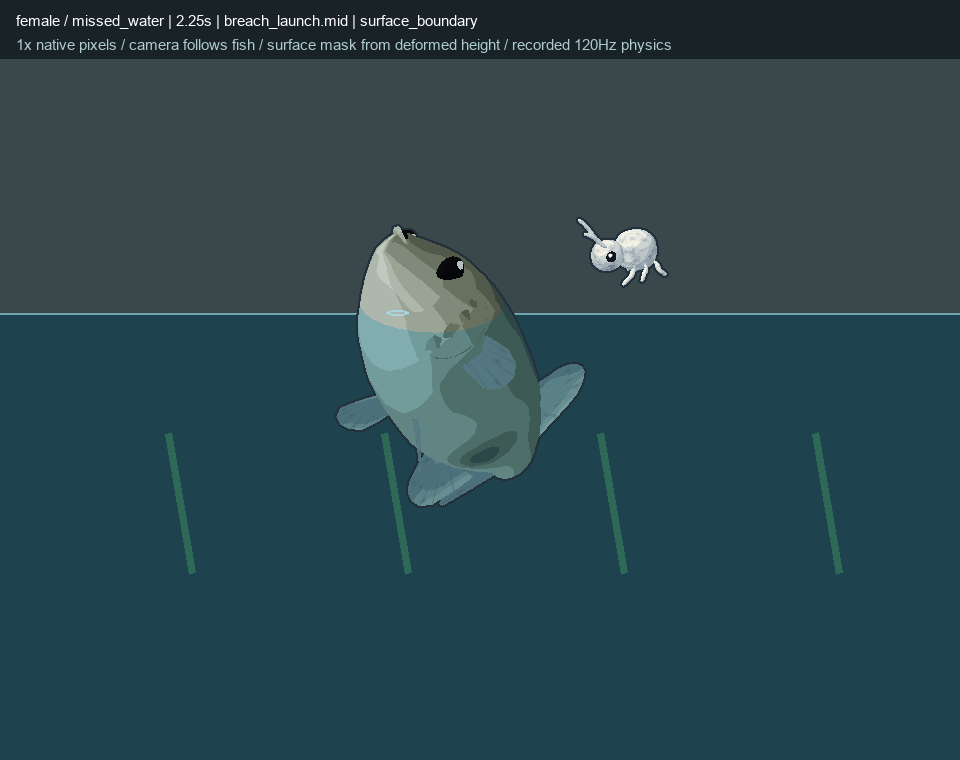 female / missed_water | 2.25s | breach_launch.mid | surface_boundary
1x native pixels / camera follows fish / surface mask from deformed height / recorded 120Hz physics